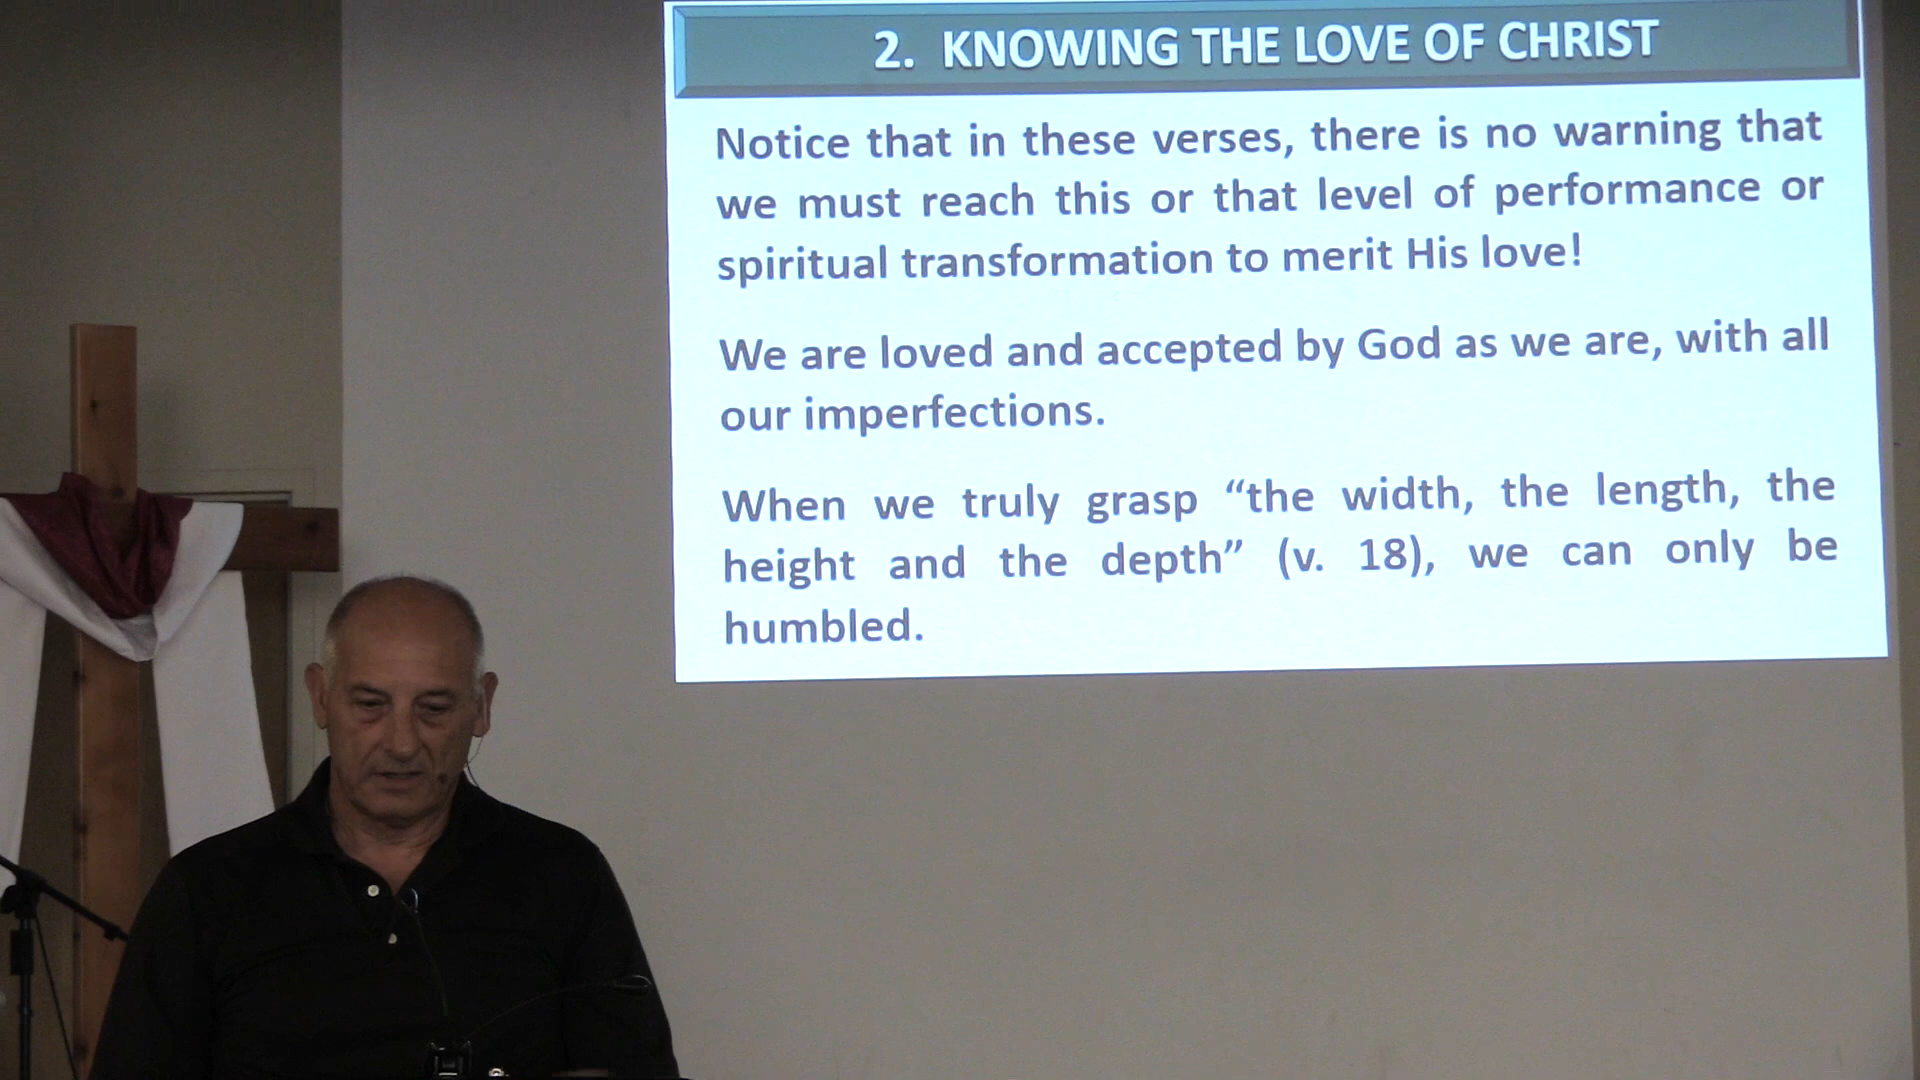 2. KNOWING THE LOVE OF CHRIST
Notice that in these verses, there is no warning that
we must reach this or that level of performance or
spiritual transformation to merit His love!
We are loved and accepted by God as we are, with all
our imperfections.
When we truly grasp “the width, the length, the
height and the depth” (v. 18), we can only be
humbled.